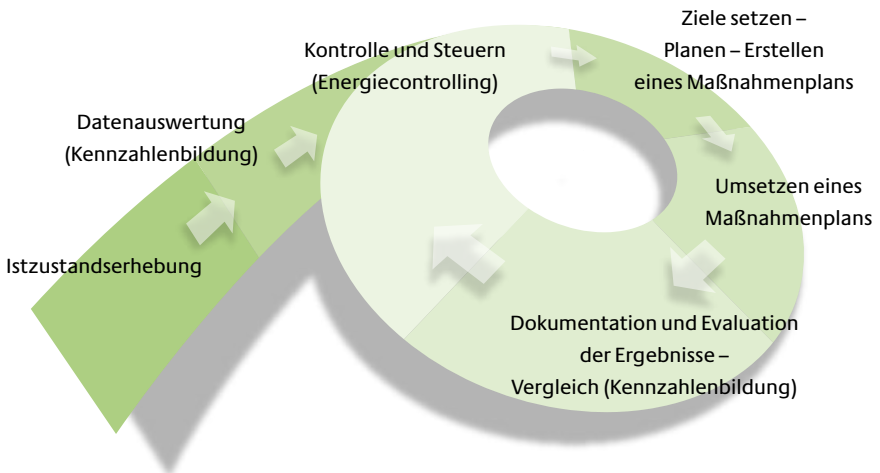 Istzustandserhebung
Datenauswertung
(Kennzahlenbildung)
Kontrolle und Steuern
(Energiecontrolling)
Ziele setzen –
Planen – Erstellen
eines Maßnahmenplans
Umsetzen eines
Maßnahmenplans
Dokumentation und Evaluation
der Ergebnisse –
Vergleich (Kennzahlenbildung)